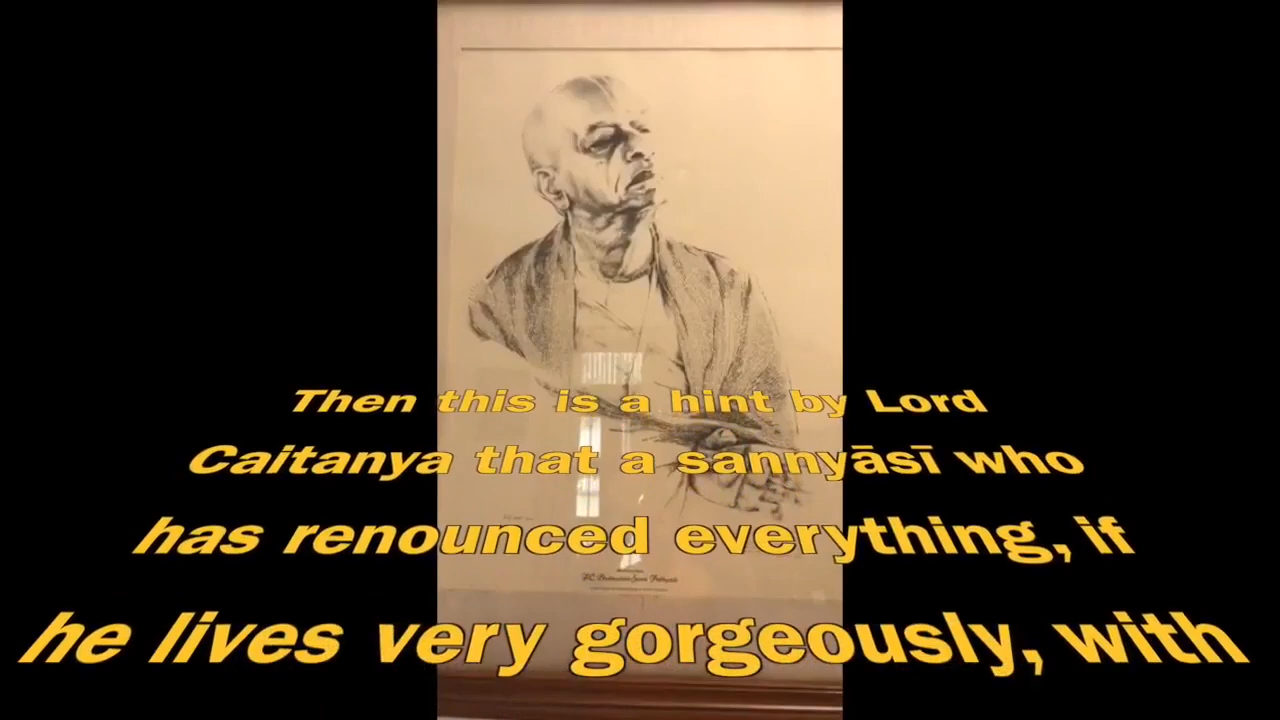 Then this is a hint by Lord
Caitanya that a sannyāsī who
has renounced everything, if
he lives very gorgeously, with